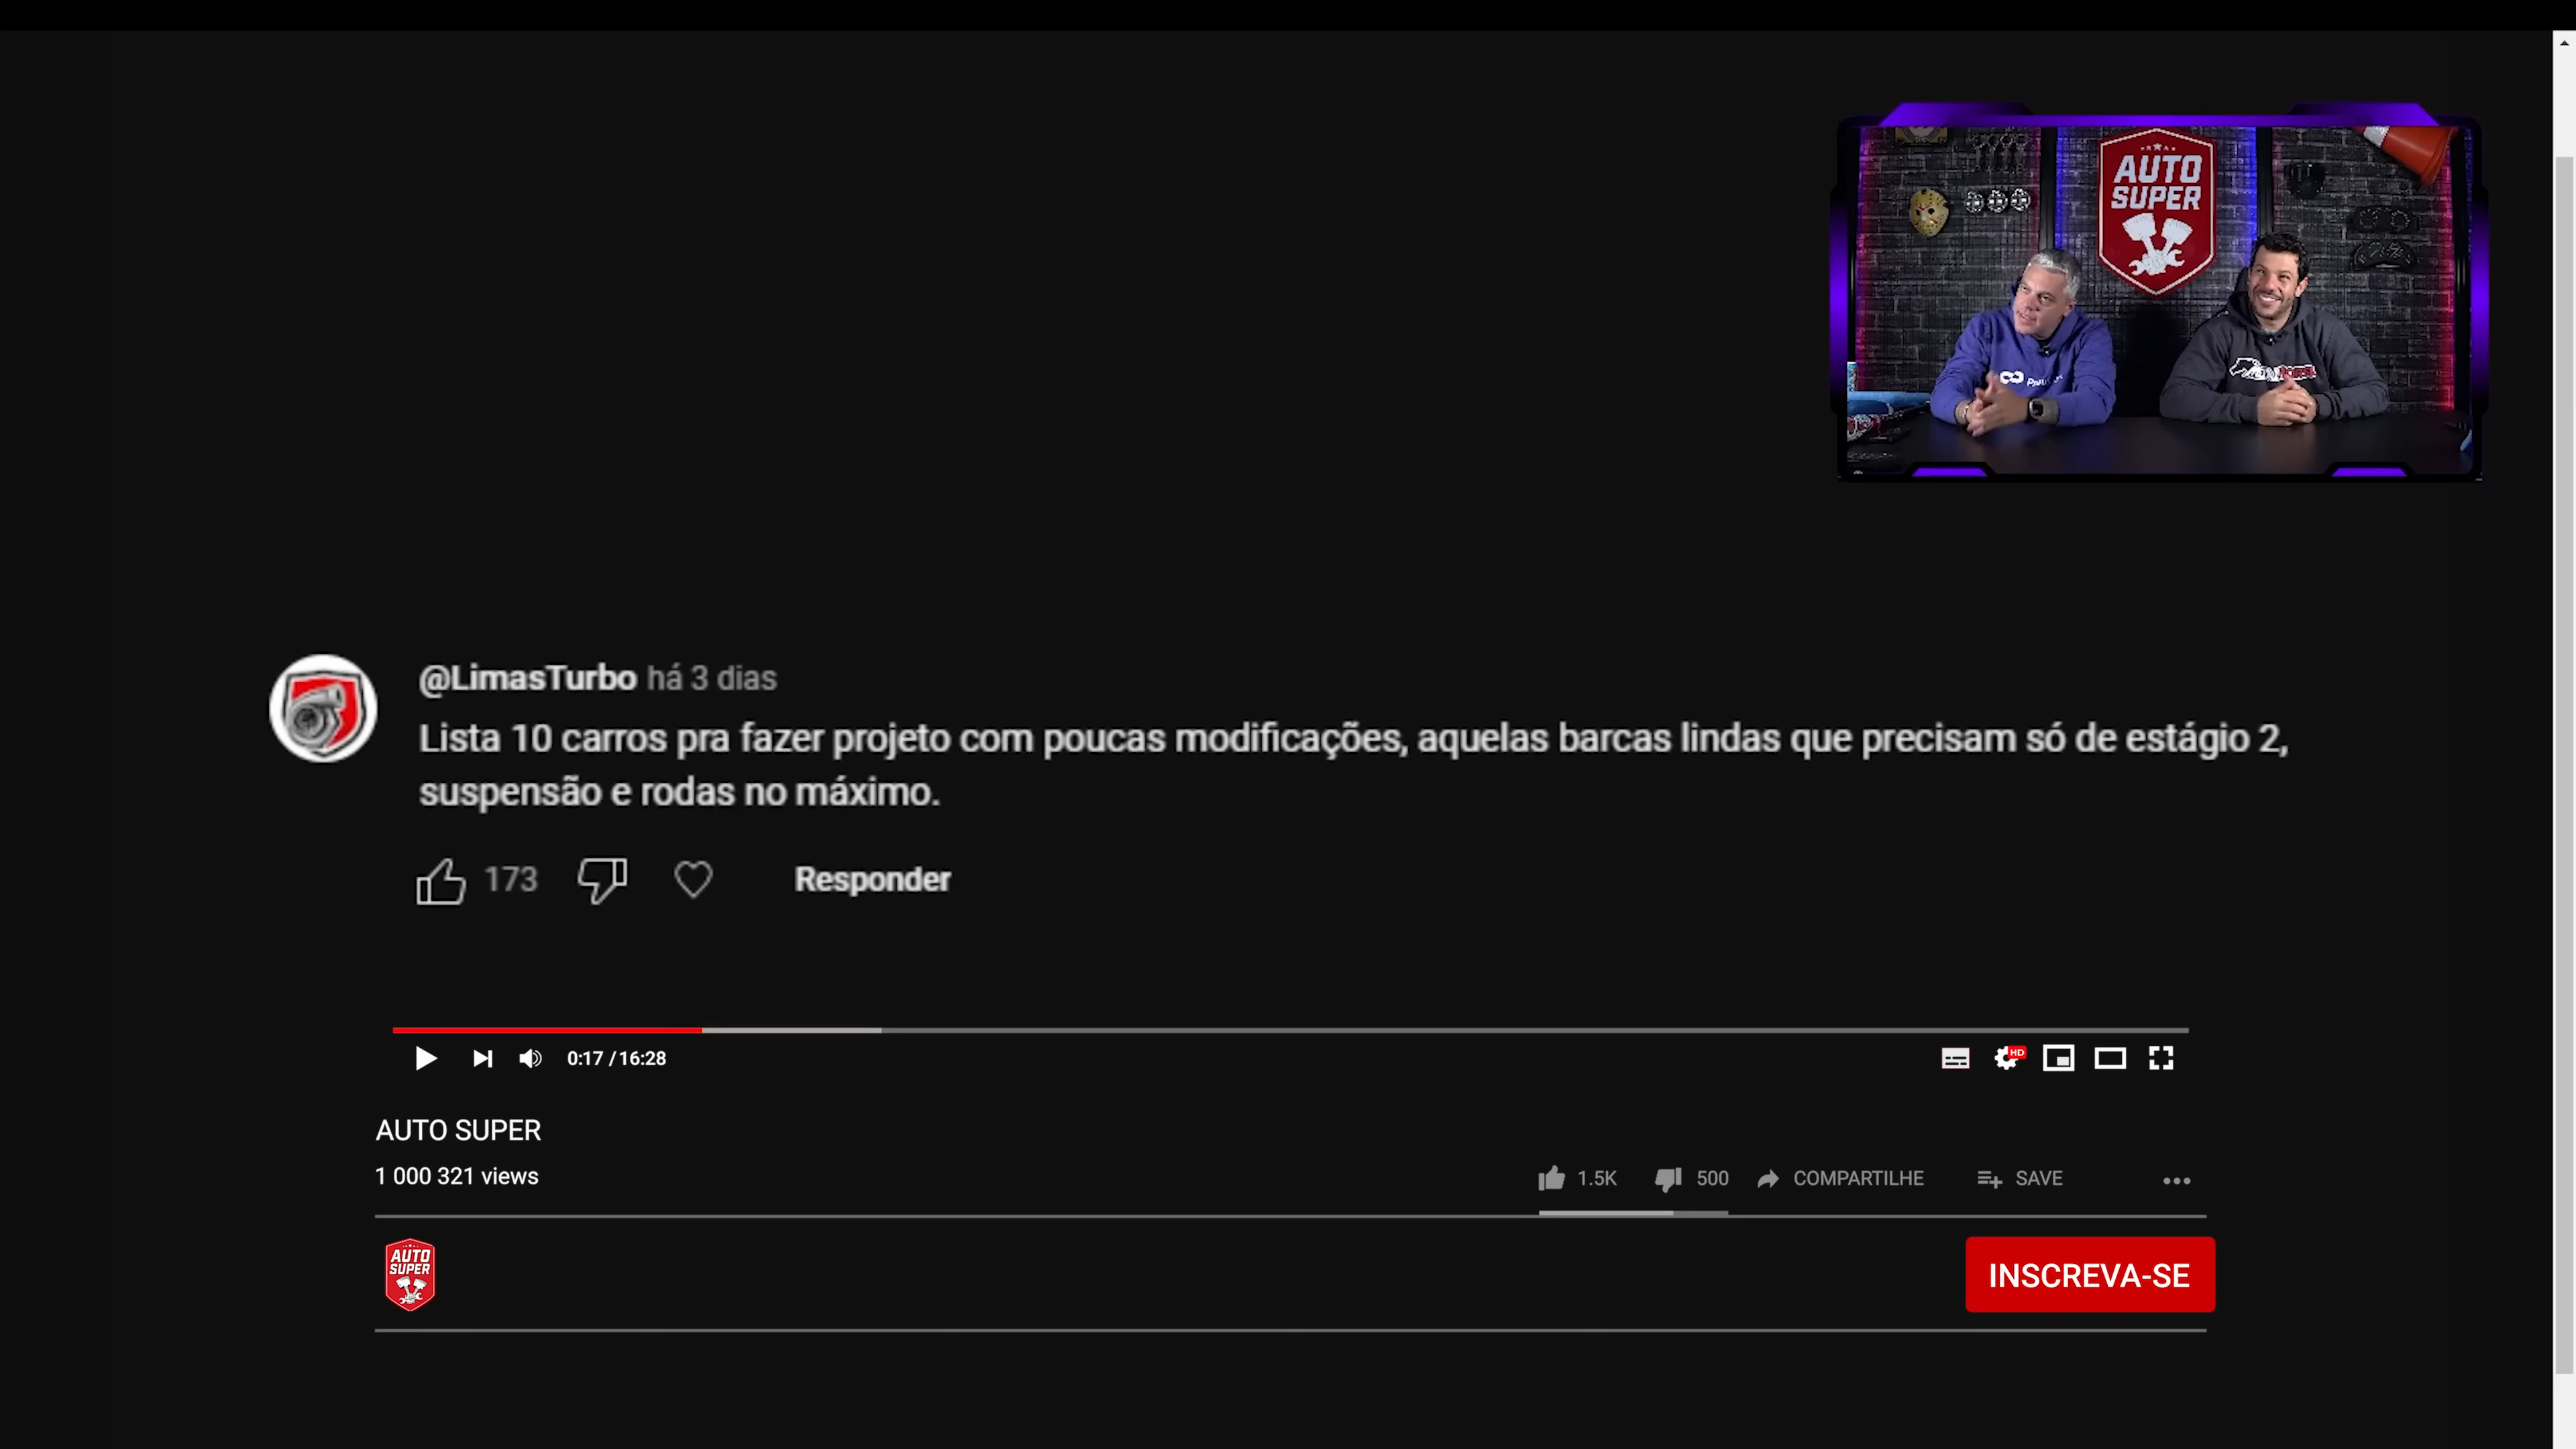 AUTO
SUPER
@LimasTurbo há 3 dias
Lista 10 carros pra fazer projeto com poucas modificações, aquelas barcas lindas que precisam só de estágio 2,
suspensão e rodas no máximo.
173
Responder
0:17 / 16:28
HD
AUTO SUPER
1 000 321 views
1.5K
500
COMPARTILHE
SAVE
AUTO
SUPER
INSCREVA-SE